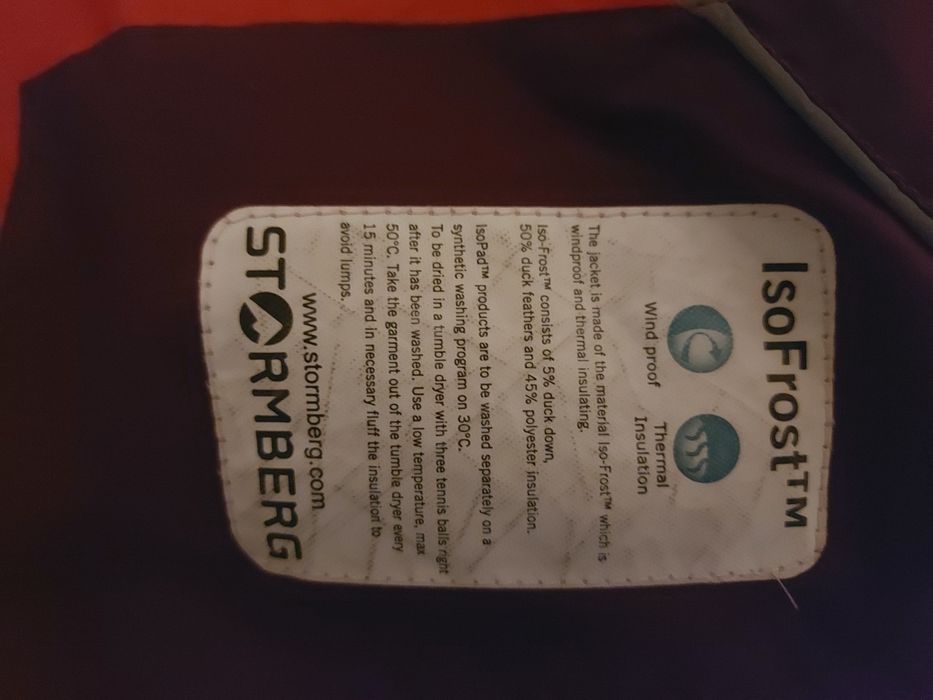 IsoFrost™
Wind proof
Thermal
Insulation
The jacket is made of the material Iso-Frost™ which is
windproof and thermal insulating.
Iso-Frost™ consists of 5% duck down,
50% duck feathers and 45% polyester insulation.
IsoPad™ products are to be washed separately on a
synthetic washing program on 30°C.
To be dried in a tumble dryer with three tennis balls right
after it has been washed. Use a low temperature, max
50°C. Take the garment out of the tumble dryer every
15 minutes and in necessary fluff the insulation to
avoid lumps.
www.stormberg.com
STORMBERG